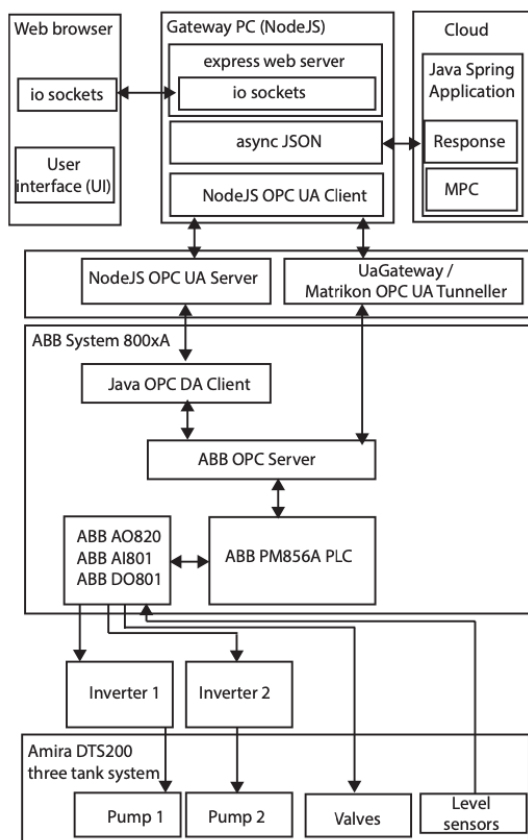 Web browser
io sockets
User
interface (UI)
Gateway PC (NodeJS)
express web server
io sockets
async JSON
NodeJS OPC UA Client
Cloud
Java Spring
Application
Response
MPC
NodeJS OPC UA Server
UaGateway /
Matrikon OPC UA Tunneller
ABB System 800xA
Java OPC DA Client
ABB OPC Server
ABB AO820
ABB AI801
ABB DO801
ABB PM856A PLC
Inverter 1
Inverter 2
Amira DTS200
three tank system
Pump 1
Pump 2
Valves
Level
sensors